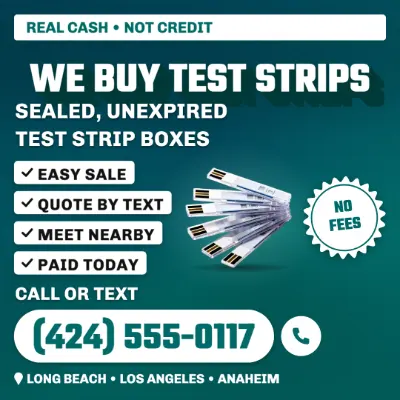 REAL CASH • NOT CREDIT
WE BUY TEST STRIPS
SEALED, UNEXPIRED
TEST STRIP BOXES
EASY SALE
QUOTE BY TEXT
MEET NEARBY
PAID TODAY
NO
FEES
CALL OR TEXT
(424) 555-0117
LONG BEACH • LOS ANGELES • ANAHEIM